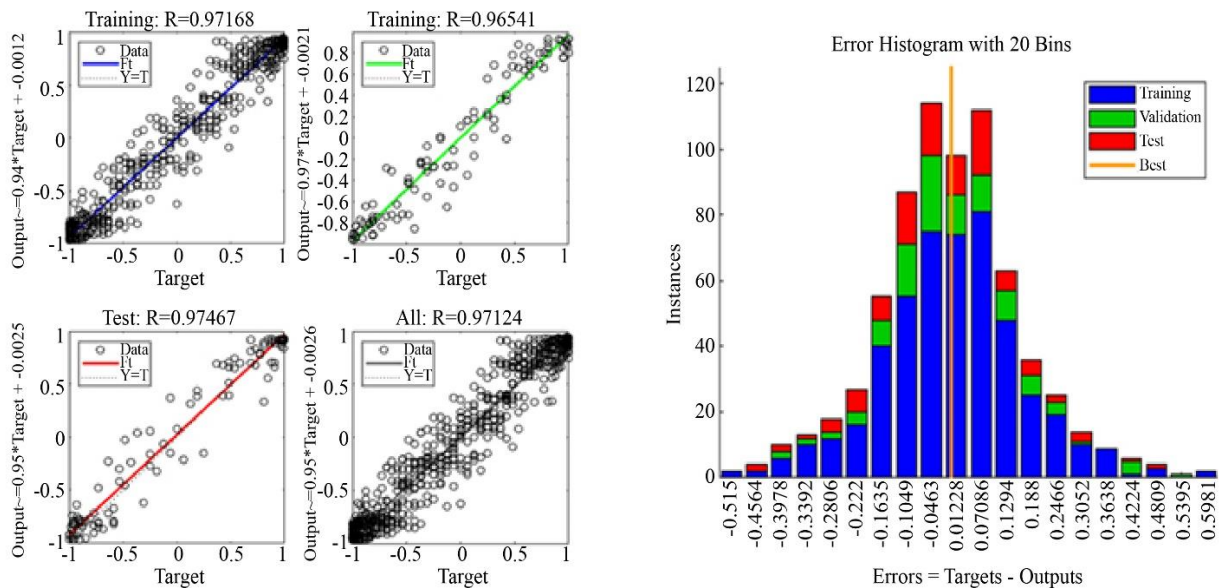 Training: R=0.97168
Output~=0.94*Target + -0.0012
1
0.5
0
-0.5
-1
Data
Ft
Y=T
-1 -0.5 0 0.5 1
Target
Training: R=0.96541
Output~=0.97*Target + -0.0021
0.8
0.6
0.4
0.2
0
-0.2
-0.4
-0.6
-0.8
Data
Ft
Y=T
-1 -0.5 0 0.5 1
Target
Test: R=0.97467
Output~=0.95*Target + -0.0025
1
0.5
0
-0.5
-1
Data
Ft
Y=T
-1 -0.5 0 0.5 1
Target
All: R=0.97124
Output~=0.95*Target + -0.0026
1
0.5
0
-0.5
-1
Data
Ft
Y=T
-1 -0.5 0 0.5 1
Target
Error Histogram with 20 Bins
Instances
120
100
80
60
40
20
0
Training
Validation
Test
Best
-0.515
-0.4564
-0.3978
-0.3392
-0.2806
-0.222
-0.1635
-0.1049
-0.0463
0.01228
0.07086
0.1294
0.188
0.2466
0.3052
0.3638
0.4224
0.4809
0.5395
0.5981
Errors = Targets - Outputs